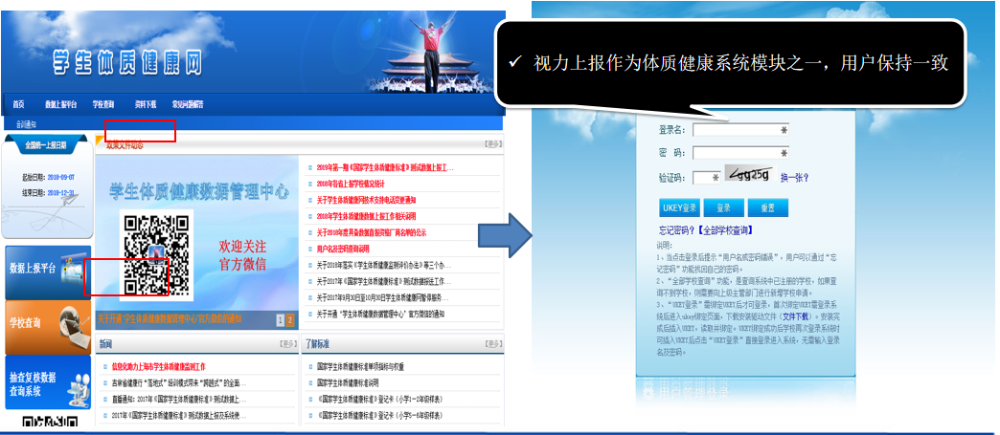 学生体质健康网
首页 数据上报平台 学校查询 资料下载 常见问题解答
培训通知
全国统一上报日期
起始日期: 2018-09-07
结束日期: 2018-12-31
数据上报平台
学校查询
抽查复核数据
查询系统
政策文件动态 【更多】
学生体质健康数据管理中心
欢迎关注
官方微信
关于开通"学生体质健康数据管理中心"官方微信的通知
1 2
2019年第一期《国家学生体质健康标准》测试数据上报工...
2018年各省上报学校情况统计
关于学生体质健康网技术支持电话变更通知
2018年学生体质健康数据上报工作相关说明
关于2018年度具备数据直报资格厂商名单的公示
用户名及密码查询说明
关于2018年落实《学生体质健康监测评价办法》等三个办...
关于2017年《国家学生体质健康标准》测试数据报送工作...
关于2017年9月30日至10月30日学生体质健康网暂停服务...
关于开通"学生体质健康数据管理中心"官方微信的通知
新闻 【更多】
信息化助力上海市学生体质健康监测工作
吉林省健康行"落地式"培训模式带来"跨越式"的全面...
直播通知: 2017年《国家学生体质健康标准》测试数据上...
2017年《国家学生体质健康标准》测试数据上报及系统使...
了解标准 【更多】
国家学生体质健康标准单项指标与权重
国家学生体质健康标准说明
《国家学生体质健康标准》登记卡 (小学1-2年级样表)
《国家学生体质健康标准》登记卡 (小学5-6年级样表)
✓ 视力上报作为体质健康系统模块之一，用户保持一致
登录名: *
密 码: *
验证码: * Lgg25g 换一张?
UKEY登录 登录 重置
忘记密码?【全部学校查询】
说明:
1、当点击登录后提示"用户名或密码错误"，用户可以通过"忘
记密码"功能找回自己的密码。
2、"全部学校查询"功能，是查询系统中已注册的学校，如果查
询不到学校，则需要向上级主管部门进行新增学校申请。
3、"UKEY登录"需绑定UKEY后才可登录，首次绑定UKEY需登录系
统后进入ukey绑定页面，下载安装驱动文件(文件下载)。安装完
成后插入UKEY，读取并绑定。UKEY绑定成功后学校再次登录系统时
可插入UKEY后点击"UKEY登录"直接登录进入系统，无需输入登录
名及密码。